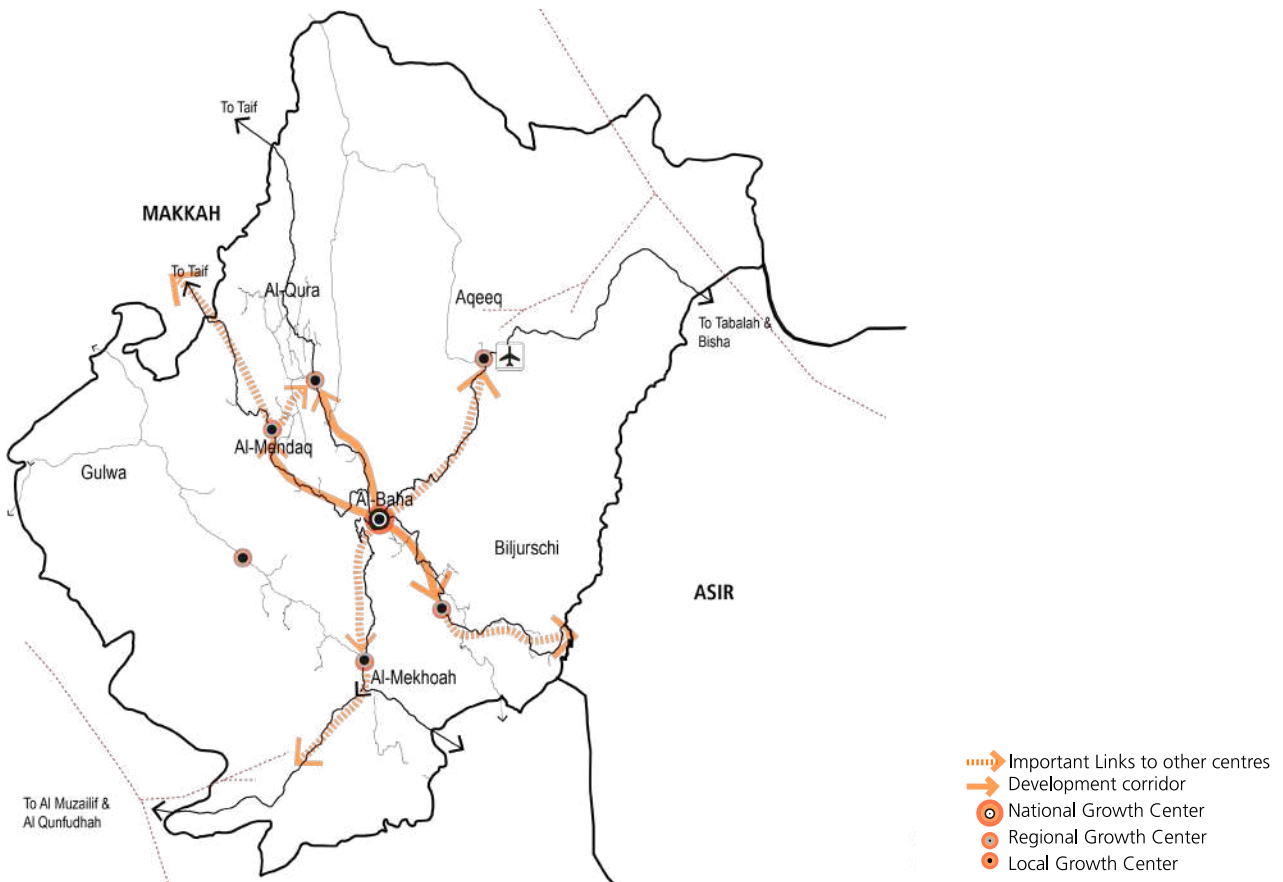 To Taif
MAKKAH
To Taif
Al-Qura
Aqeeq
To Tabalah &
Bisha
Al-Mendaq
Gulwa
Al-Baha
Biljurschi
ASIR
Al-Mekhoah
To Al Muzailif &
Al Qunfudhah
Important Links to other centres
Development corridor
National Growth Center
Regional Growth Center
Local Growth Center